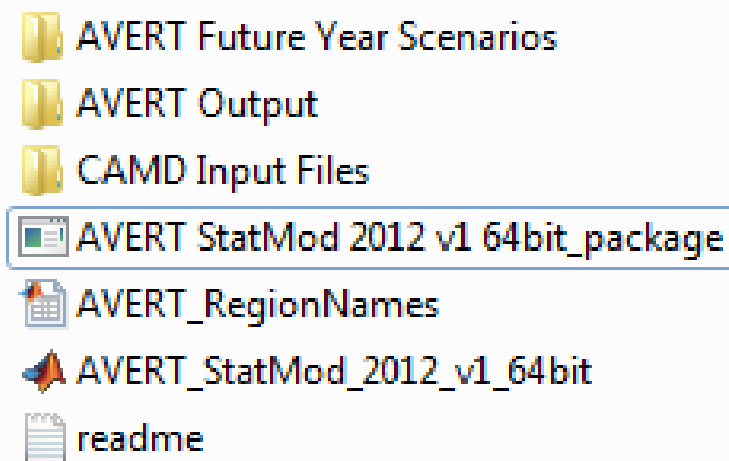 AVERT Future Year Scenarios
AVERT Output
CAMD Input Files
AVERT StatMod 2012 v1 64bit_package
AVERT_RegionNames
AVERT_StatMod_2012_v1_64bit
readme